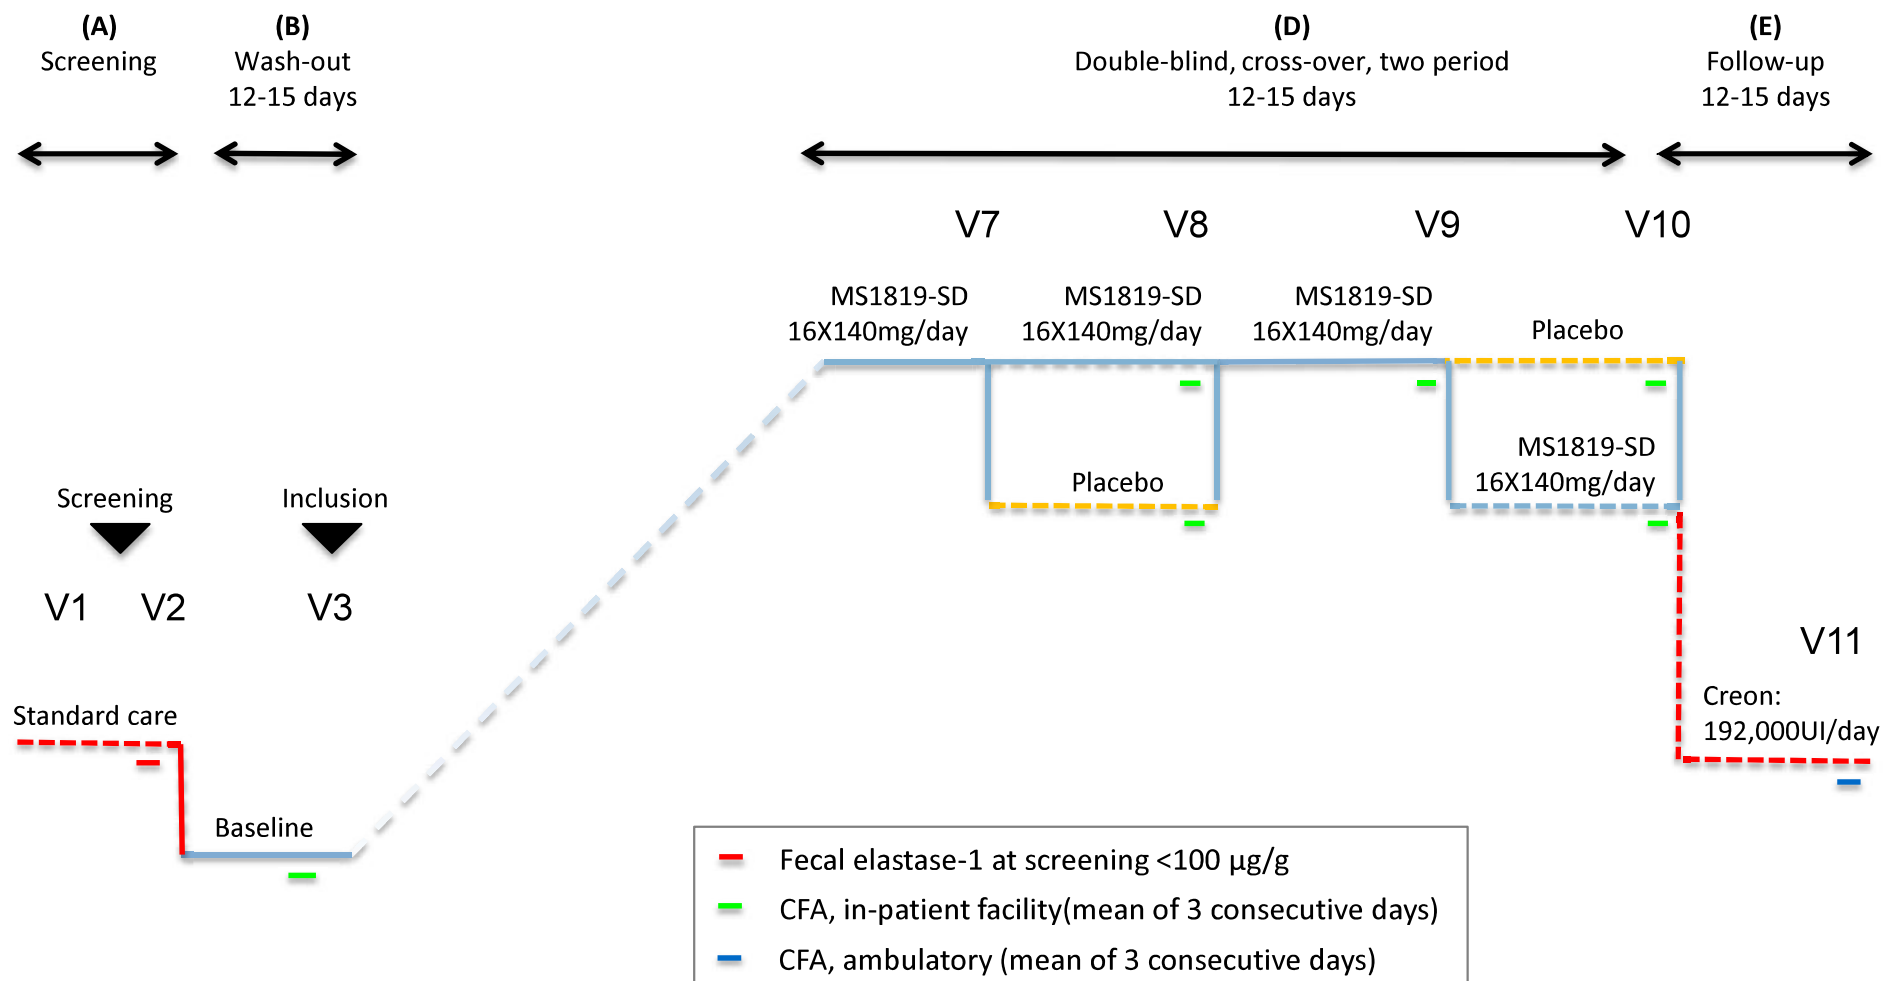 (A)
Screening
(B)
Wash-out
12-15 days
(D)
Double-blind, cross-over, two period
12-15 days
(E)
Follow-up
12-15 days
V7
V8
V9
V10
MS1819-SD
16X140mg/day
MS1819-SD
16X140mg/day
MS1819-SD
16X140mg/day
Placebo
MS1819-SD
16X140mg/day
Placebo
Screening
Inclusion
V1
V2
V3
V11
Standard care
Creon:
192,000UI/day
Baseline
Fecal elastase-1 at screening <100 µg/g
CFA, in-patient facility(mean of 3 consecutive days)
CFA, ambulatory (mean of 3 consecutive days)